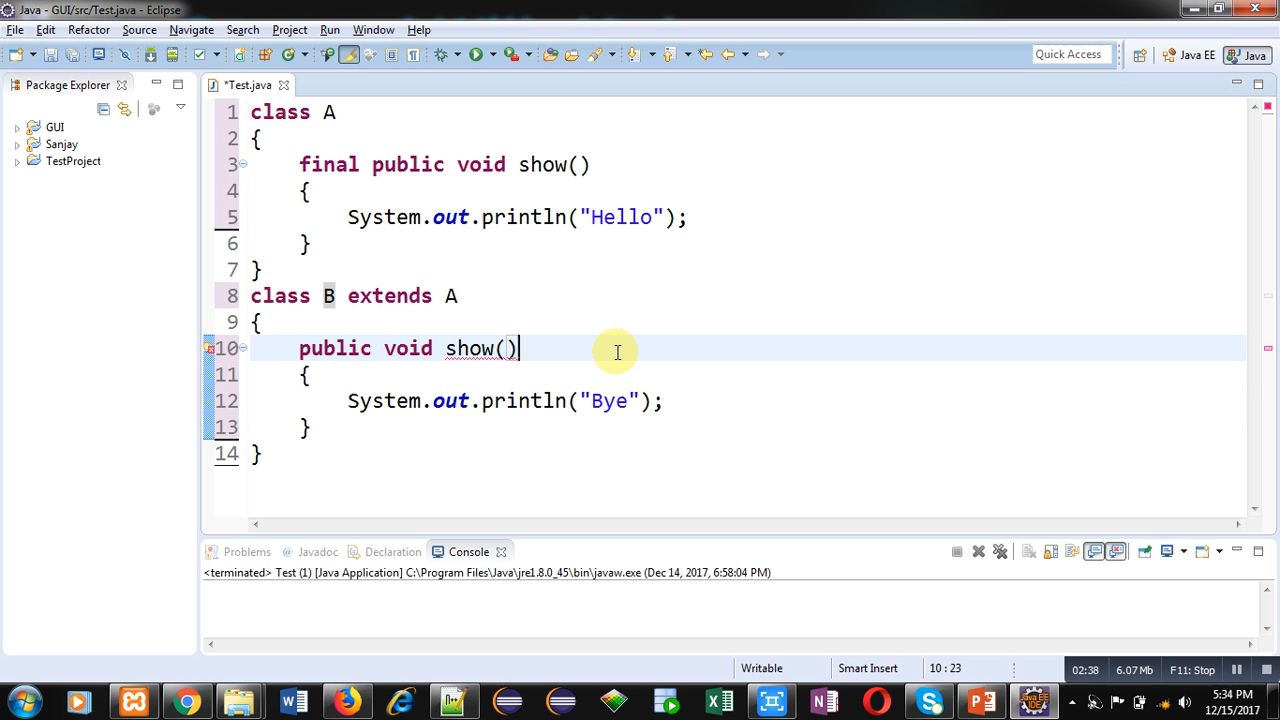 Java - GUI/src/Test.java - Eclipse
File Edit Refactor Source Navigate Search Project Run Window Help
Quick Access Java EE Java
Package Explorer
*Test.java
GUI
Sanjay
TestProject
1 class A
2 {
3 final public void show()
4 {
5 System.out.println("Hello");
6 }
7 }
8 class B extends A
9 {
10 public void show()
11 {
12 System.out.println("Bye");
13 }
14 }
Problems @ Javadoc Declaration Console
<terminated> Test (1) [Java Application] C:\Program Files\Java\jre1.8.0_45\bin\javaw.exe (Dec 14, 2017, 6:58:04 PM)
Writable Smart Insert 10 : 23 02:38 6.07 Mb F11: Stop
5:34 PM
12/15/2017